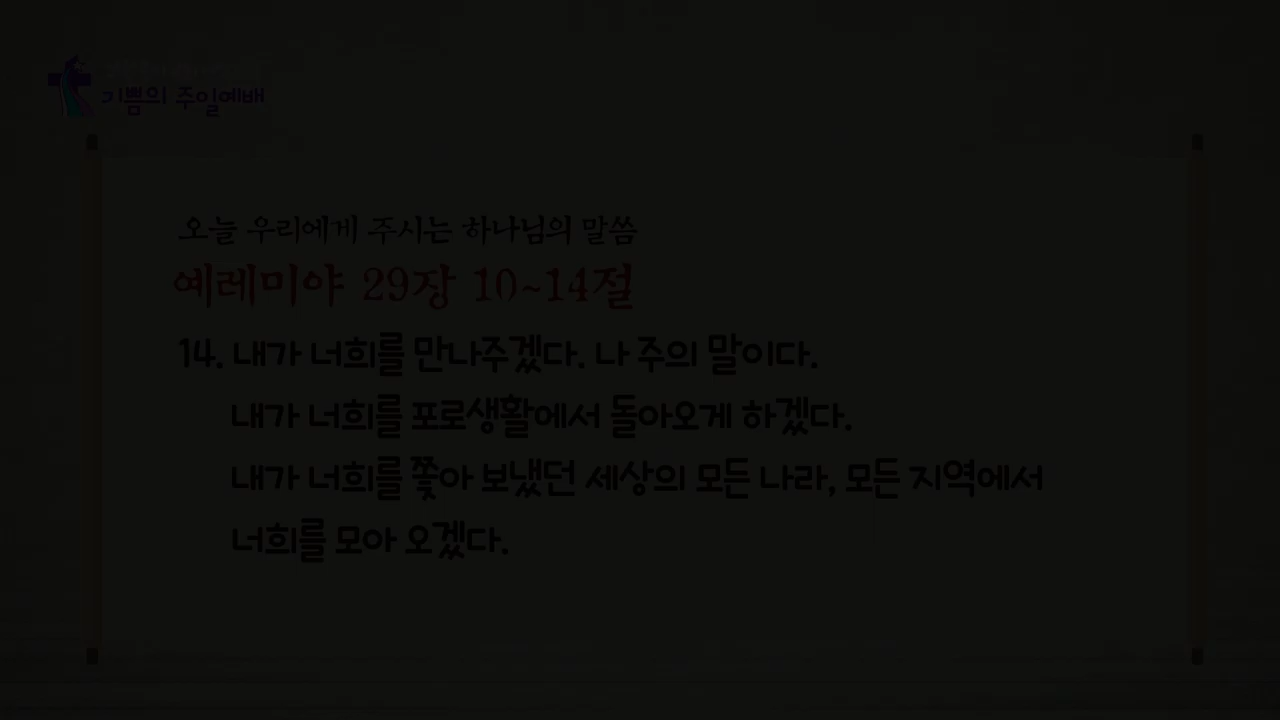 기쁨의 주일예배
오늘 우리에게 주시는 하나님의 말씀
예레미야 29장 10~14절
14. 내가 너희를 만나주겠다. 나 주의 말이다.
내가 너희를 포로생활에서 돌아오게 하겠다.
내가 너희를 쫓아 보냈던 세상의 모든 나라, 모든 지역에서
너희를 모아 오겠다.